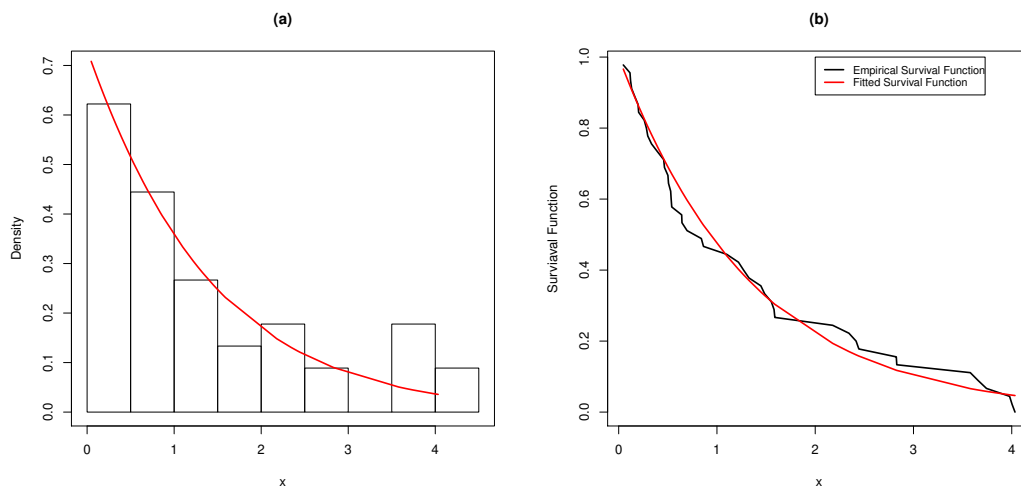 (a)
Density
0.0 0.1 0.2 0.3 0.4 0.5 0.6 0.7
0 1 2 3 4
x
(b)
Surviaval Function
0.0 0.2 0.4 0.6 0.8 1.0
Empirical Survival Function
Fitted Survival Function
0 1 2 3 4
x